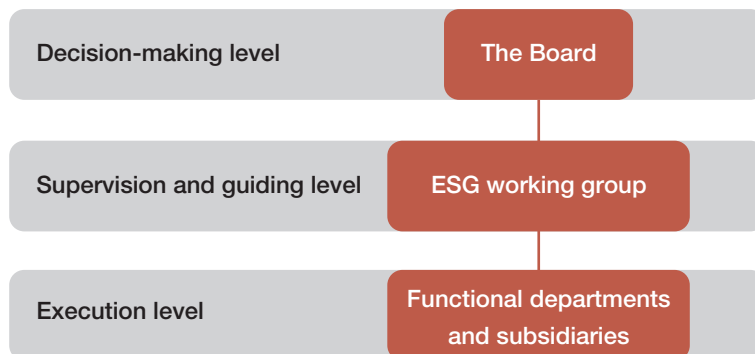 Decision-making level
The Board
Supervision and guiding level
ESG working group
Execution level
Functional departments
and subsidiaries